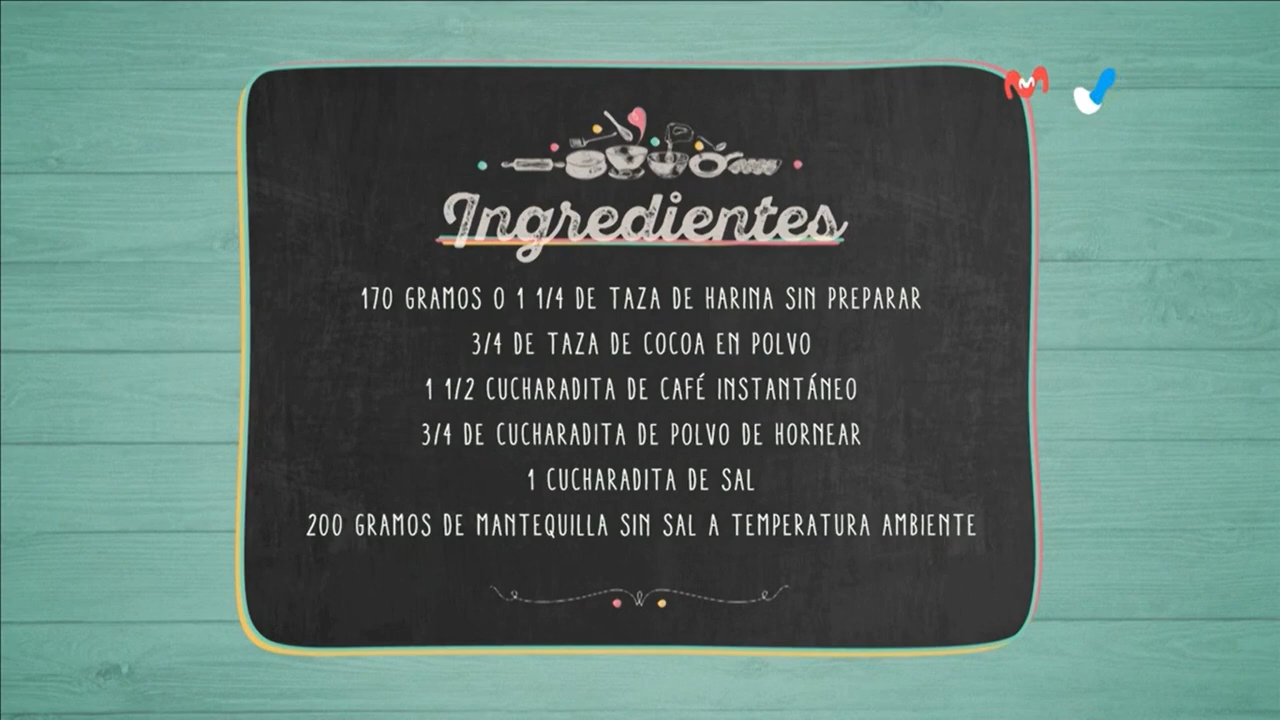 Ingredientes
170 GRAMOS O 1 1/4 DE TAZA DE HARINA SIN PREPARAR
3/4 DE TAZA DE COCOA EN POLVO
1 1/2 CUCHARADITA DE CAFÉ INSTANTÁNEO
3/4 DE CUCHARADITA DE POLVO DE HORNEAR
1 CUCHARADITA DE SAL
200 GRAMOS DE MANTEQUILLA SIN SAL A TEMPERATURA AMBIENTE